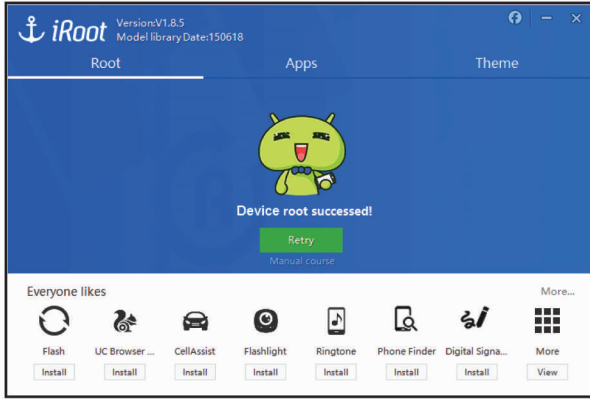 iRoot
Version:V1.8.5
Model library Date:150618
Root Apps Theme
Device root successed!
Retry
Manual course
Everyone likes More...
Flash UC Browser ... CellAssist Flashlight Ringtone Phone Finder Digital Signa... More
Install Install Install Install Install Install Install View